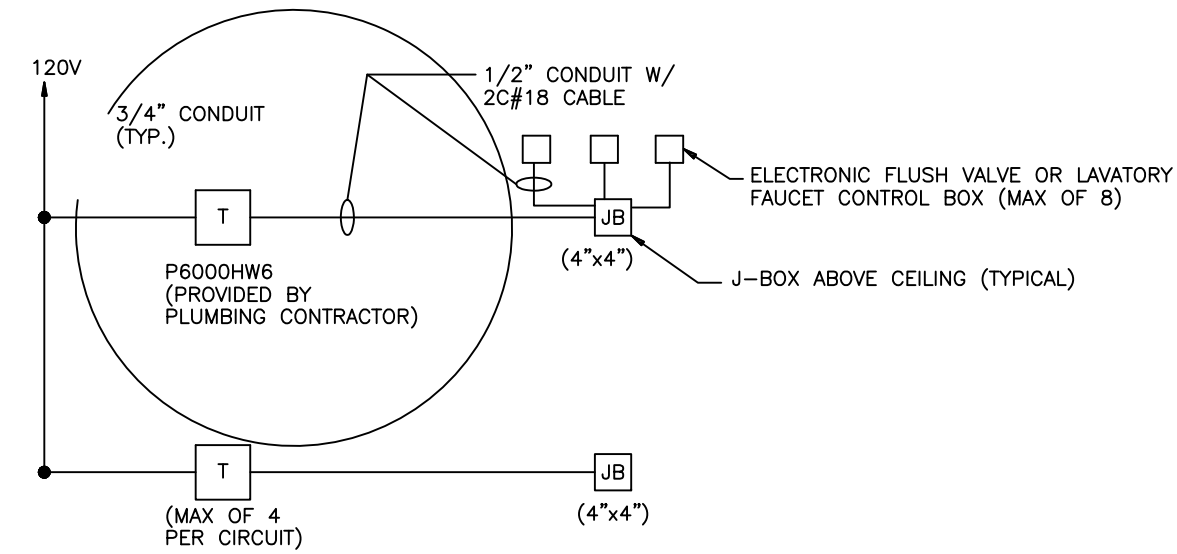 120V
3/4" CONDUIT
(TYP.)
1/2" CONDUIT W/
2C#18 CABLE
ELECTRONIC FLUSH VALVE OR LAVATORY
FAUCET CONTROL BOX (MAX OF 8)
T
JB
(4"x4")
J-BOX ABOVE CEILING (TYPICAL)
P6000HW6
(PROVIDED BY
PLUMBING CONTRACTOR)
T
JB
(4"x4")
(MAX OF 4
PER CIRCUIT)